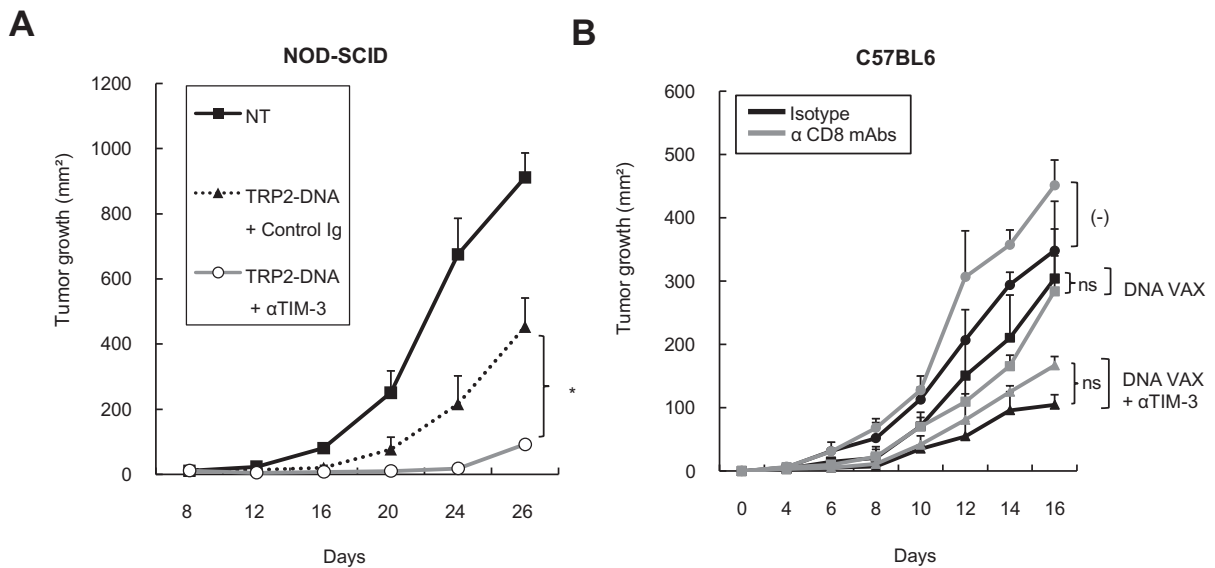 A
NOD-SCID
1200
1000
800
600
400
200
0
Tumor growth (mm²)
NT
TRP2-DNA
+ Control Ig
TRP2-DNA
+ αTIM-3
*
8 12 16 20 24 26
Days
B
C57BL6
600
500
400
300
200
100
0
Tumor growth (mm²)
Isotype
α CD8 mAbs
(-)
ns DNA VAX
ns DNA VAX
+ αTIM-3
0 4 6 8 10 12 14 16
Days